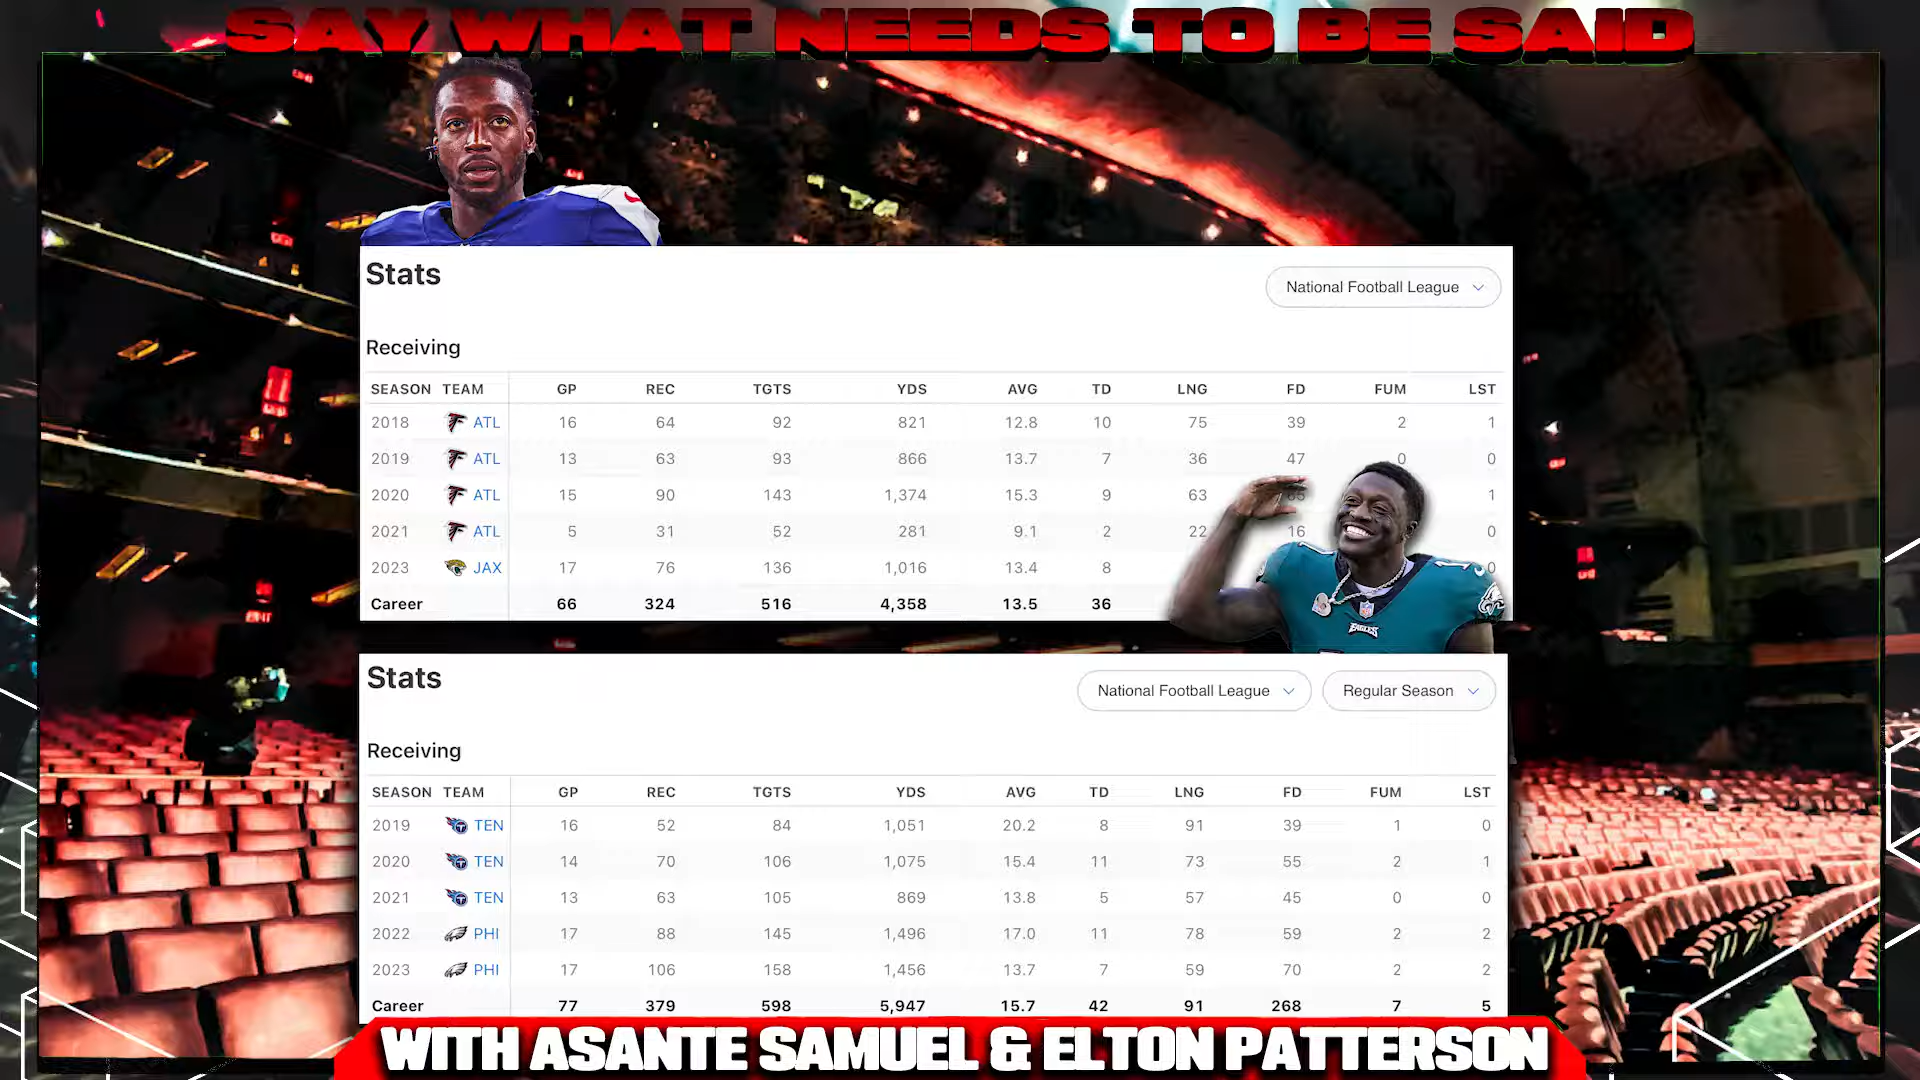 SAY WHAT NEEDS TO BE SAID
Stats
National Football League
Receiving
SEASON TEAM GP REC TGTS YDS AVG TD LNG FD FUM LST
2018 ATL 16 64 92 821 12.8 10 75 39 2 1
2019 ATL 13 63 93 866 13.7 7 36 47 0 0
2020 ATL 15 90 143 1,374 15.3 9 63 1
2021 ATL 5 31 52 281 9.1 2 22 16 0
2023 JAX 17 76 136 1,016 13.4 8 0
Career 66 324 516 4,358 13.5 36
1
EAGLES
Stats
National Football League Regular Season
Receiving
SEASON TEAM GP REC TGTS YDS AVG TD LNG FD FUM LST
2019 TEN 16 52 84 1,051 20.2 8 91 39 1 0
2020 TEN 14 70 106 1,075 15.4 11 73 55 2 1
2021 TEN 13 63 105 869 13.8 5 57 45 0 0
2022 PHI 17 88 145 1,496 17.0 11 78 59 2 2
2023 PHI 17 106 158 1,456 13.7 7 59 70 2 2
Career 77 379 598 5,947 15.7 42 91 268 7 5
WITH ASANTE SAMUEL & ELTON PATTERSON